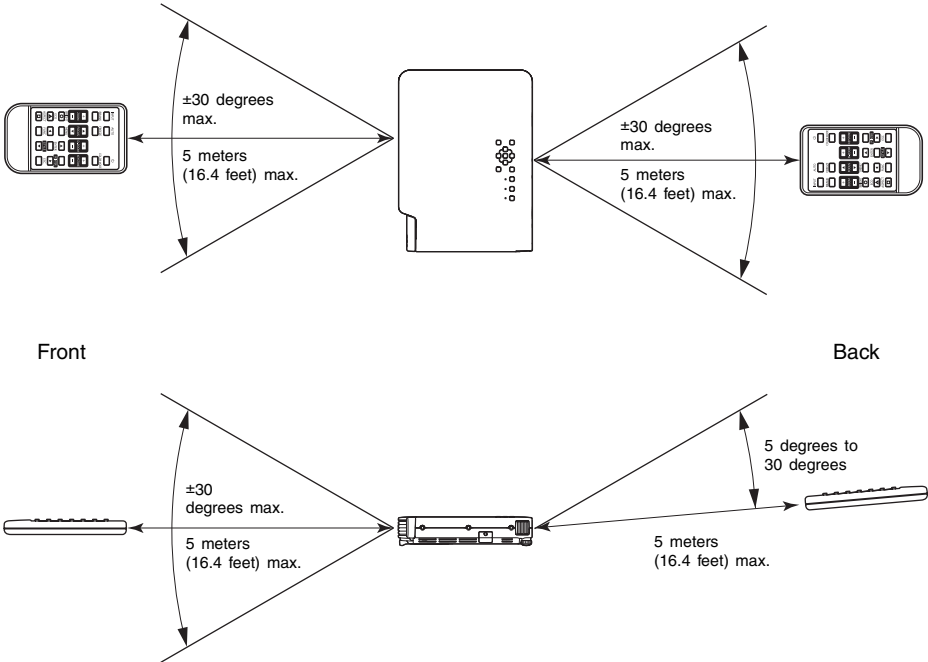 ±30 degrees
max.
5 meters
(16.4 feet) max.
±30 degrees
max.
5 meters
(16.4 feet) max.
Front
Back
±30
degrees max.
5 meters
(16.4 feet) max.
5 degrees to
30 degrees
5 meters
(16.4 feet) max.